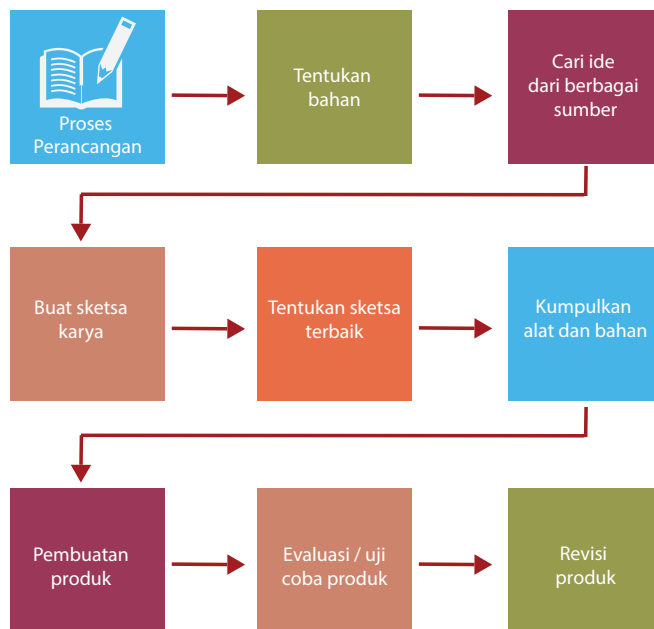 Proses
Perancangan
Tentukan
bahan
Cari ide
dari berbagai
sumber
Buat sketsa
karya
Tentukan sketsa
terbaik
Kumpulkan
alat dan bahan
Pembuatan
produk
Evaluasi / uji
coba produk
Revisi
produk